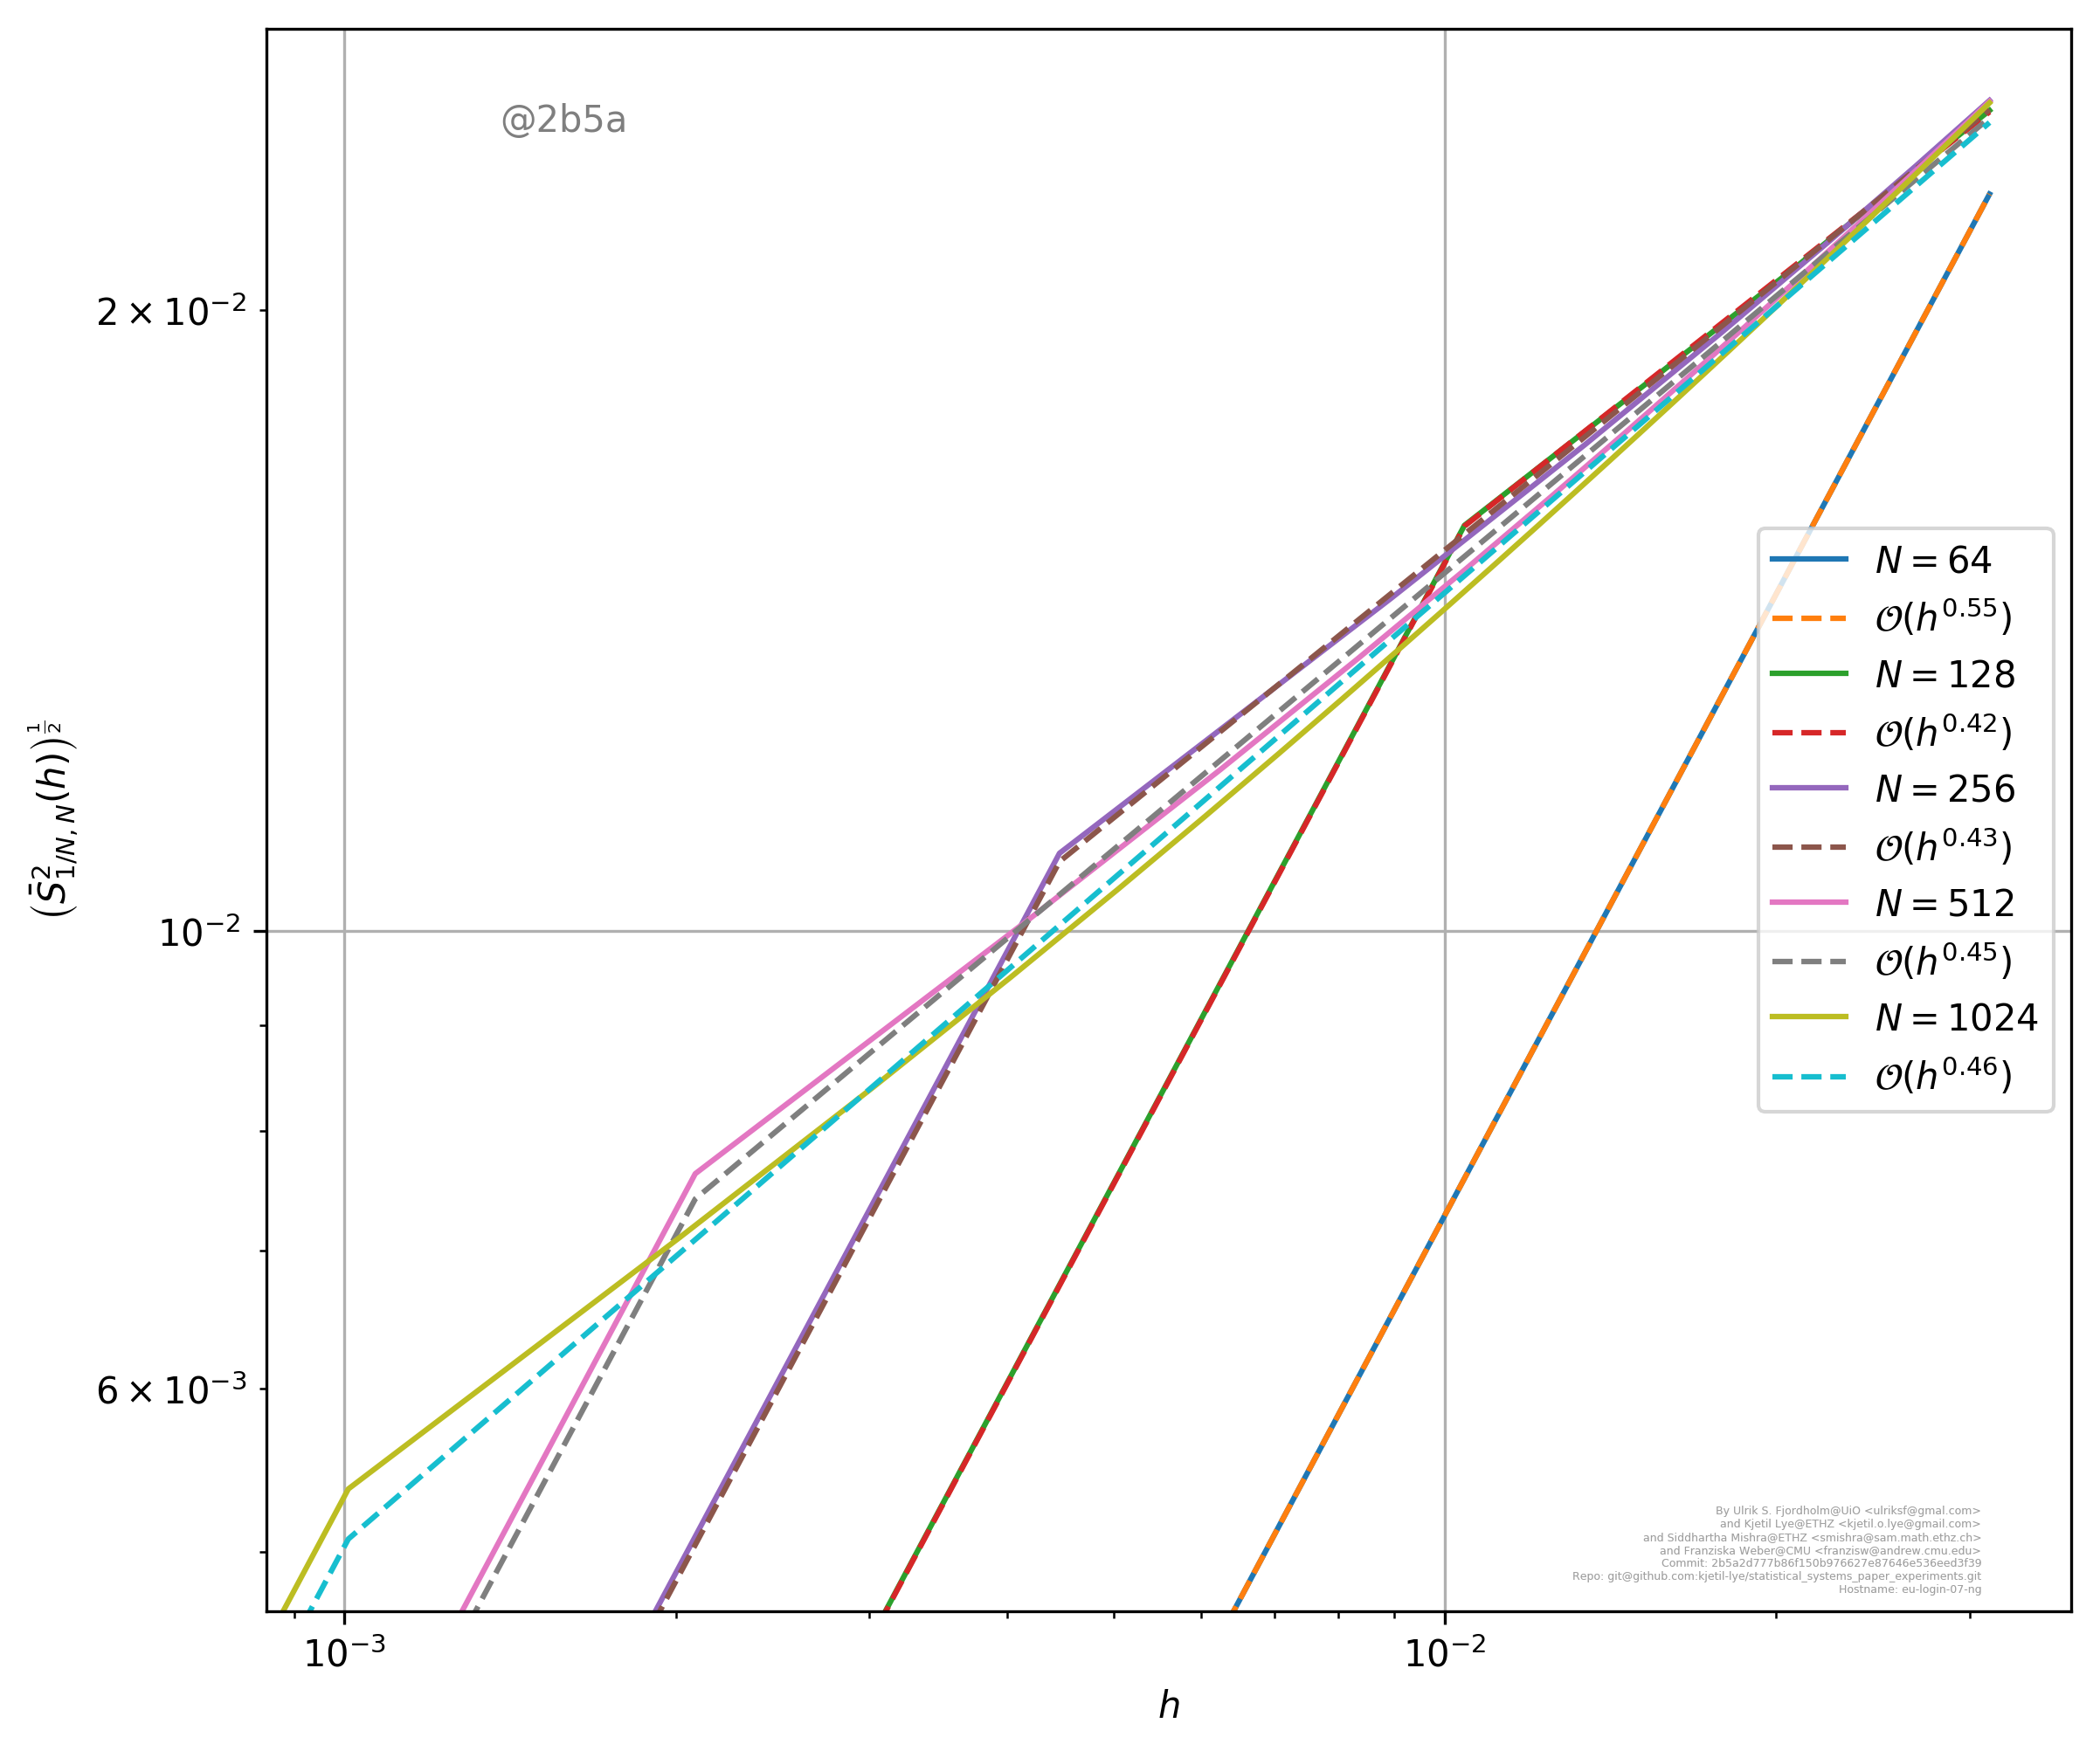 @2b5a
2 × 10⁻²
10⁻²
6 × 10⁻³
(S̄²₁/N,N(h))^½
10⁻³
10⁻²
h
N = 64
𝒪(h^0.55)
N = 128
𝒪(h^0.42)
N = 256
𝒪(h^0.43)
N = 512
𝒪(h^0.45)
N = 1024
𝒪(h^0.46)
By Ulrik S. Fjordholm@UiO <ulriksf@gmal.com>
and Kjetil Lye@ETHZ <kjetil.o.lye@gmail.com>
and Siddhartha Mishra@ETHZ <smishra@sam.math.ethz.ch>
and Franziska Weber@CMU <franzisw@andrew.cmu.edu>
Commit: 2b5a2d777b86f150b976627e87646e536eed3f39
Repo: git@github.com:kjetil-lye/statistical_systems_paper_experiments.git
Hostname: eu-login-07-ng